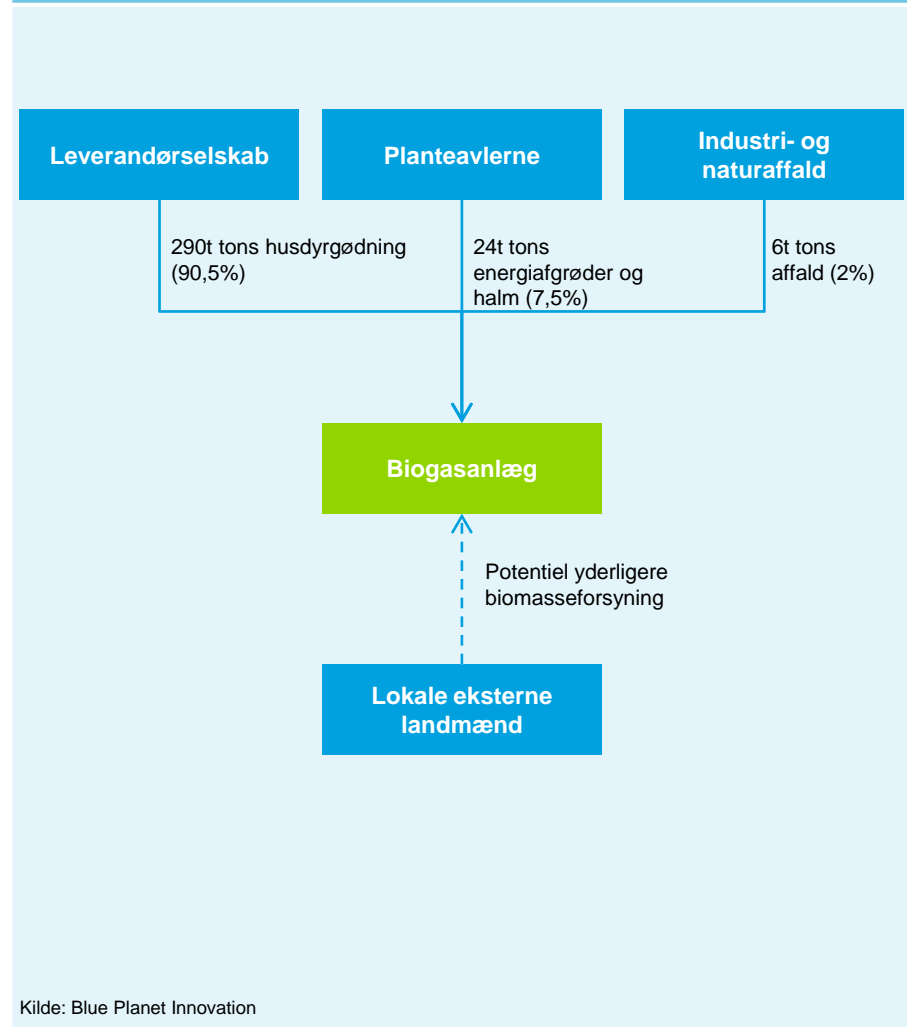 Leverandørselskab
Planteavlerne
Industri- og
naturaffald
290t tons husdyrgødning
(90,5%)
24t tons
energiafgrøder og
halm (7,5%)
6t tons
affald (2%)
Biogasanlæg
Potentiel yderligere
biomasseforsyning
Lokale eksterne
landmænd
Kilde: Blue Planet Innovation